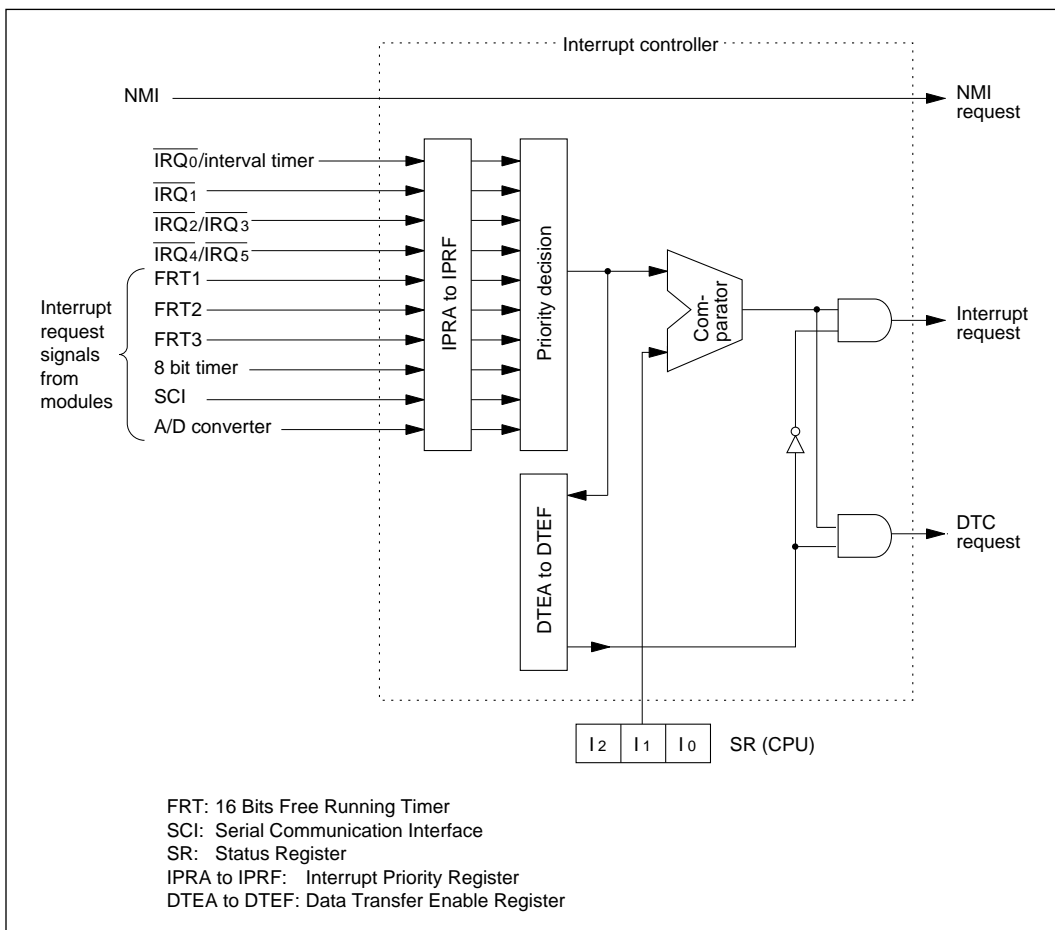 Interrupt controller
NMI
NMI
request
IRQ0/interval timer
IRQ1
IRQ2/IRQ3
IRQ4/IRQ5
FRT1
FRT2
FRT3
8 bit timer
SCI
A/D converter
Interrupt
request
signals
from
modules
IPRA to IPRF
Priority decision
Com-
parator
Interrupt
request
DTEA to DTEF
DTC
request
I2 I1 I0 SR (CPU)
FRT: 16 Bits Free Running Timer
SCI: Serial Communication Interface
SR: Status Register
IPRA to IPRF: Interrupt Priority Register
DTEA to DTEF: Data Transfer Enable Register